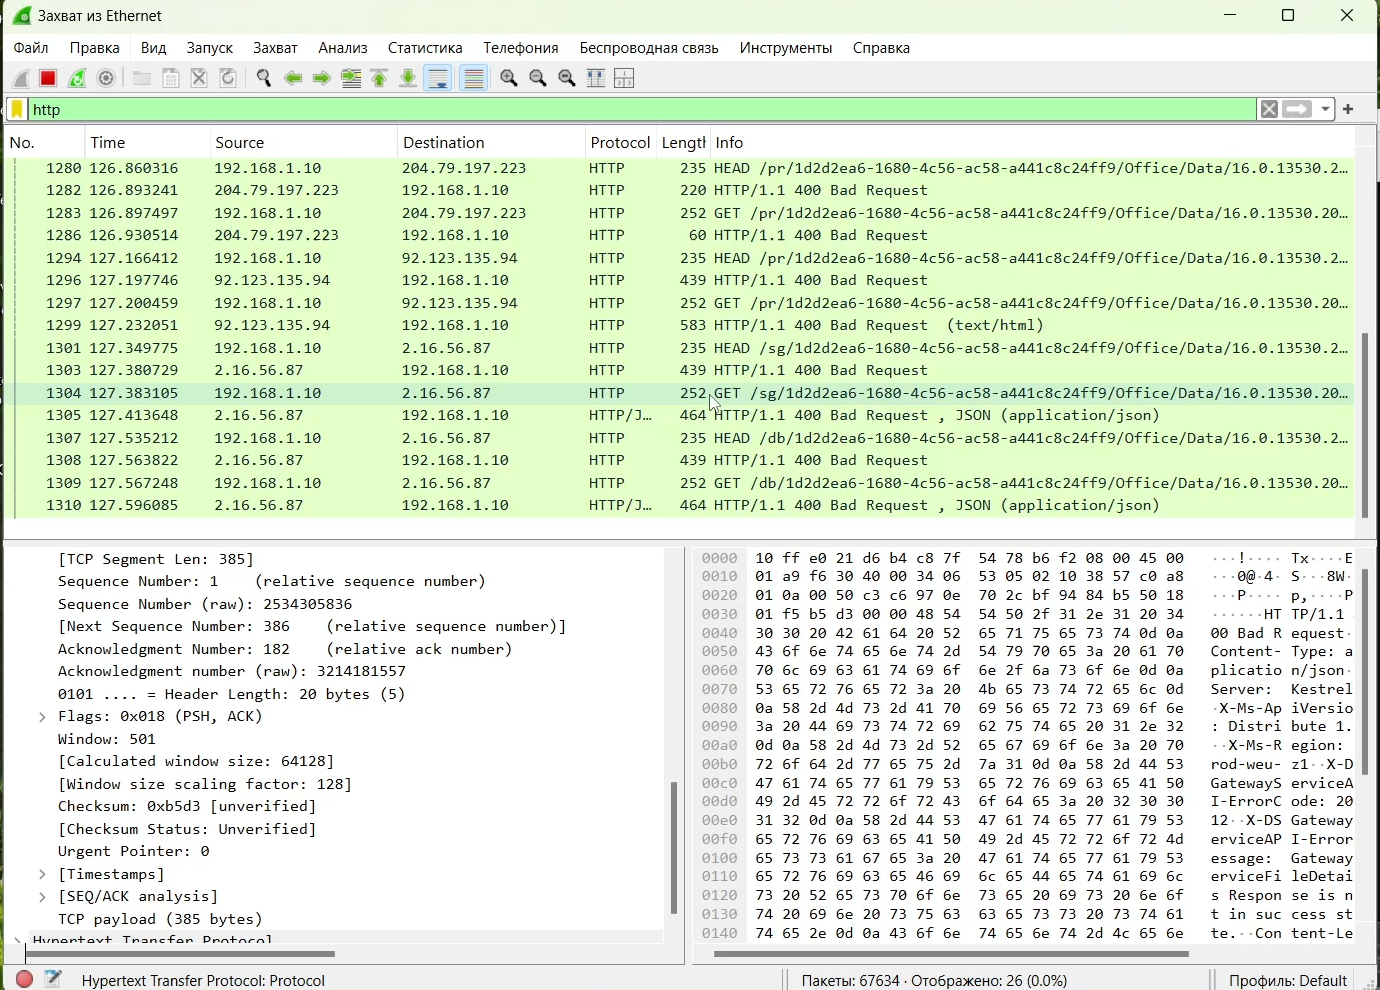 Захват из Ethernet
Файл Правка Вид Запуск Захват Анализ Статистика Телефония Беспроводная связь Инструменты Справка
http
No. Time Source Destination Protocol Length Info
1280 126.860316 192.168.1.10 204.79.197.223 HTTP 235 HEAD /pr/1d2d2ea6-1680-4c56-ac58-a441c8c24ff9/Office/Data/16.0.13530.2…
1282 126.893241 204.79.197.223 192.168.1.10 HTTP 220 HTTP/1.1 400 Bad Request
1283 126.897497 192.168.1.10 204.79.197.223 HTTP 252 GET /pr/1d2d2ea6-1680-4c56-ac58-a441c8c24ff9/Office/Data/16.0.13530.20…
1286 126.930514 204.79.197.223 192.168.1.10 HTTP 60 HTTP/1.1 400 Bad Request
1294 127.166412 192.168.1.10 92.123.135.94 HTTP 235 HEAD /pr/1d2d2ea6-1680-4c56-ac58-a441c8c24ff9/Office/Data/16.0.13530.2…
1296 127.197746 92.123.135.94 192.168.1.10 HTTP 439 HTTP/1.1 400 Bad Request
1297 127.200459 192.168.1.10 92.123.135.94 HTTP 252 GET /pr/1d2d2ea6-1680-4c56-ac58-a441c8c24ff9/Office/Data/16.0.13530.20…
1299 127.232051 92.123.135.94 192.168.1.10 HTTP 583 HTTP/1.1 400 Bad Request (text/html)
1301 127.349775 192.168.1.10 2.16.56.87 HTTP 235 HEAD /sg/1d2d2ea6-1680-4c56-ac58-a441c8c24ff9/Office/Data/16.0.13530.2…
1303 127.380729 2.16.56.87 192.168.1.10 HTTP 439 HTTP/1.1 400 Bad Request
1304 127.383105 192.168.1.10 2.16.56.87 HTTP 252 GET /sg/1d2d2ea6-1680-4c56-ac58-a441c8c24ff9/Office/Data/16.0.13530.20…
1305 127.413648 2.16.56.87 192.168.1.10 HTTP/J… 464 HTTP/1.1 400 Bad Request , JSON (application/json)
1307 127.535212 192.168.1.10 2.16.56.87 HTTP 235 HEAD /db/1d2d2ea6-1680-4c56-ac58-a441c8c24ff9/Office/Data/16.0.13530.2…
1308 127.563822 2.16.56.87 192.168.1.10 HTTP 439 HTTP/1.1 400 Bad Request
1309 127.567248 192.168.1.10 2.16.56.87 HTTP 252 GET /db/1d2d2ea6-1680-4c56-ac58-a441c8c24ff9/Office/Data/16.0.13530.20…
1310 127.596085 2.16.56.87 192.168.1.10 HTTP/J… 464 HTTP/1.1 400 Bad Request , JSON (application/json)
[TCP Segment Len: 385]
Sequence Number: 1 (relative sequence number)
Sequence Number (raw): 2534305836
[Next Sequence Number: 386 (relative sequence number)]
Acknowledgment Number: 182 (relative ack number)
Acknowledgment number (raw): 3214181557
0101 .... = Header Length: 20 bytes (5)
Flags: 0x018 (PSH, ACK)
Window: 501
[Calculated window size: 64128]
[Window size scaling factor: 128]
Checksum: 0xb5d3 [unverified]
[Checksum Status: Unverified]
Urgent Pointer: 0
[Timestamps]
[SEQ/ACK analysis]
TCP payload (385 bytes)
Hypertext Transfer Protocol
0000 10 ff e0 21 d6 b4 c8 7f 54 78 b6 f2 08 00 45 00 ···!···· Tx····E
0010 01 a9 f6 30 40 00 34 06 53 05 02 10 38 57 c0 a8 ···0@·4· S···8W·
0020 01 0a 00 50 c3 c6 97 0e 70 2c bf 94 84 b5 50 18 ···P···· p,····P
0030 01 f5 b5 d3 00 00 48 54 54 50 2f 31 2e 31 20 34 ······HT TP/1.1
0040 30 30 20 42 61 64 20 52 65 71 75 65 73 74 0d 0a 00 Bad R equest·
0050 43 6f 6e 74 65 6e 74 2d 54 79 70 65 3a 20 61 70 Content- Type: a
0060 70 6c 69 63 61 74 69 6f 6e 2f 6a 73 6f 6e 0d 0a plicatio n/json·
0070 53 65 72 76 65 72 3a 20 4b 65 73 74 72 65 6c 0d Server: Kestrel
0080 0a 58 2d 4d 73 2d 41 70 69 56 65 72 73 69 6f 6e ·X-Ms-Ap iVersio
0090 3a 20 44 69 73 74 72 69 62 75 74 65 20 31 2e 32 : Distri bute 1.
00a0 0d 0a 58 2d 4d 73 2d 52 65 67 69 6f 6e 3a 20 70 ··X-Ms-R egion:
00b0 72 6f 64 2d 77 65 75 2d 7a 31 0d 0a 58 2d 44 53 rod-weu- z1··X-D
00c0 47 61 74 65 77 61 79 53 65 72 76 69 63 65 41 50 GatewayS erviceA
00d0 49 2d 45 72 72 6f 72 43 6f 64 65 3a 20 32 30 30 I-ErrorC ode: 20
00e0 31 32 0d 0a 58 2d 44 53 47 61 74 65 77 61 79 53 12··X-DS Gateway
00f0 65 72 76 69 63 65 41 50 49 2d 45 72 72 6f 72 4d erviceAP I-Error
0100 65 73 73 61 67 65 3a 20 47 61 74 65 77 61 79 53 essage: Gateway
0110 65 72 76 69 63 65 46 69 6c 65 44 65 74 61 69 6c erviceFi leDetai
0120 73 20 52 65 73 70 6f 6e 73 65 20 69 73 20 6e 6f s Respon se is n
0130 74 20 69 6e 20 73 75 63 63 65 73 73 20 73 74 61 t in suc cess st
0140 74 65 2e 0d 0a 43 6f 6e 74 65 6e 74 2d 4c 65 6e te.··Con tent-Le
Hypertext Transfer Protocol: Protocol
Пакеты: 67634 · Отображено: 26 (0.0%)
Профиль: Default